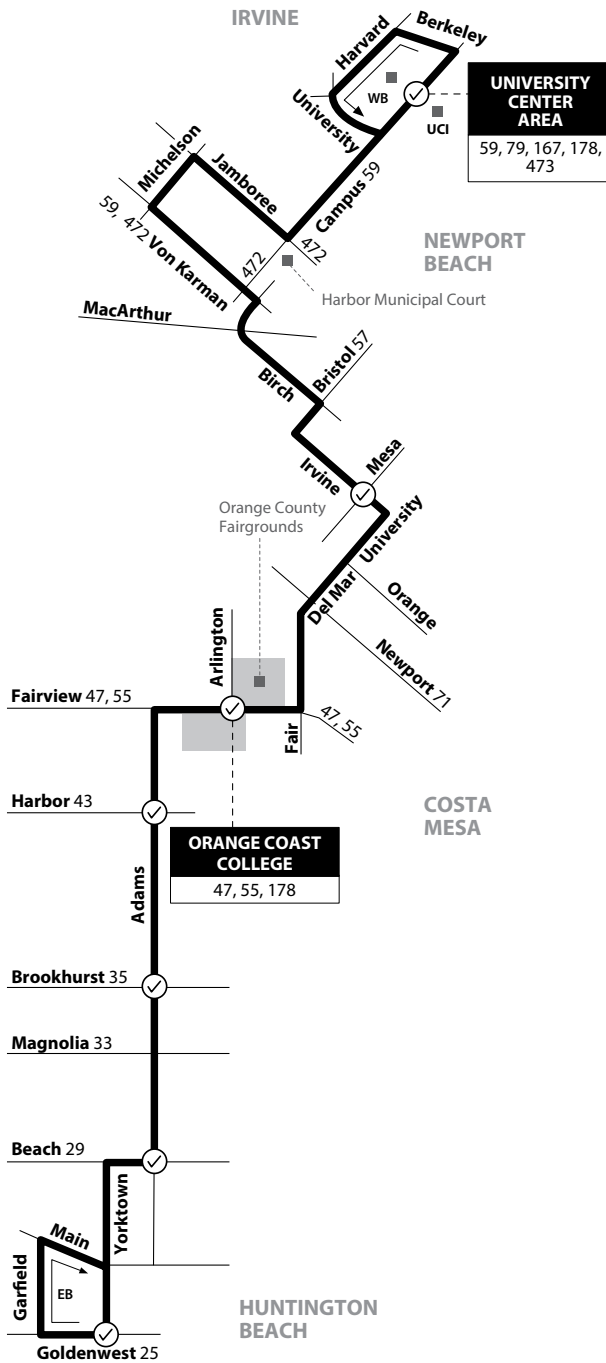 IRVINE
Berkeley
Harvard
WB
University
UCI
UNIVERSITY
CENTER
AREA
59, 79, 167, 178,
473
Michelson
Jamboree
Campus 59
59, 472
Von Karman
472
472
NEWPORT
BEACH
Harbor Municipal Court
MacArthur
Birch
Bristol 57
Irvine
Mesa
Orange County
Fairgrounds
University
Del Mar
Orange
Newport 71
Arlington
Fairview 47, 55
Fair
47, 55
Harbor 43
COSTA
MESA
ORANGE COAST
COLLEGE
47, 55, 178
Adams
Brookhurst 35
Magnolia 33
Beach 29
Yorktown
Main
Garfield
EB
HUNTINGTON
BEACH
Goldenwest 25